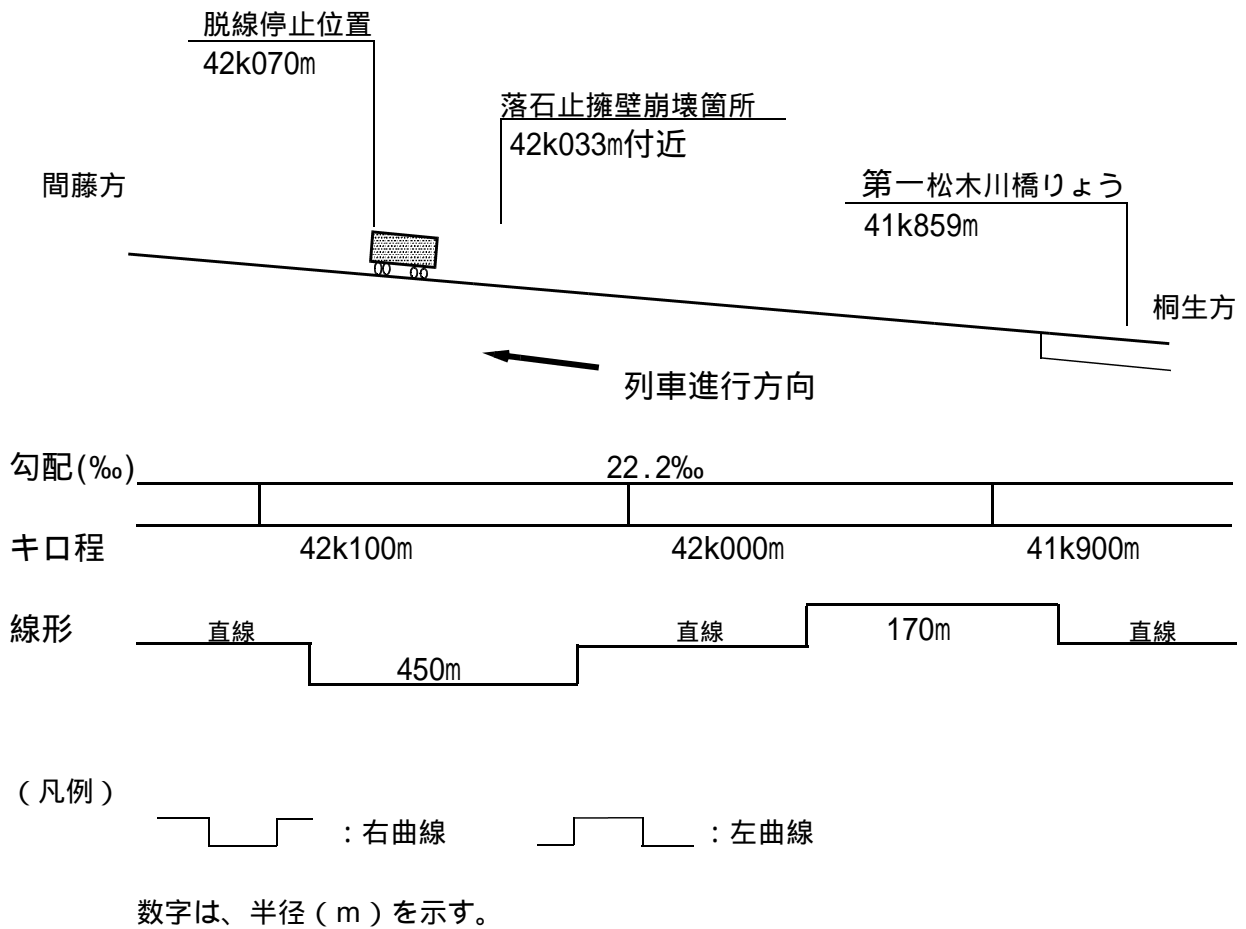 脱線停止位置
42k070m
落石止擁壁崩壊箇所
42k033m付近
間藤方
第一松木川橋りょう
41k859m
桐生方
列車進行方向
勾配(‰)
22.2‰
キロ程
42k100m
42k000m
41k900m
線形
直線
450m
直線
170m
直線
(凡例)
:右曲線
:左曲線
数字は、半径(m)を示す。